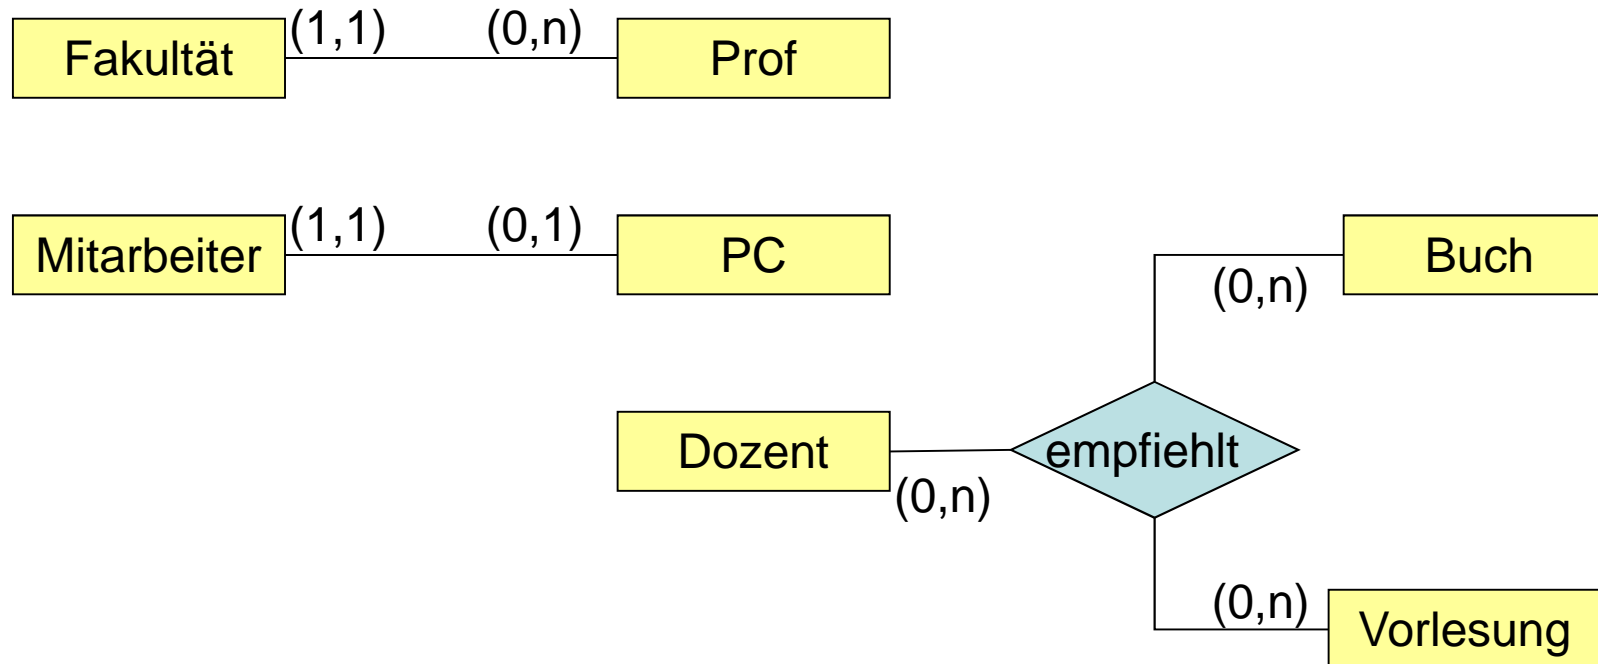 Fakultät (1,1) (0,n) Prof
Mitarbeiter (1,1) (0,1) PC
Buch
(0,n)
Dozent
empfiehlt
(0,n)
(0,n)
Vorlesung